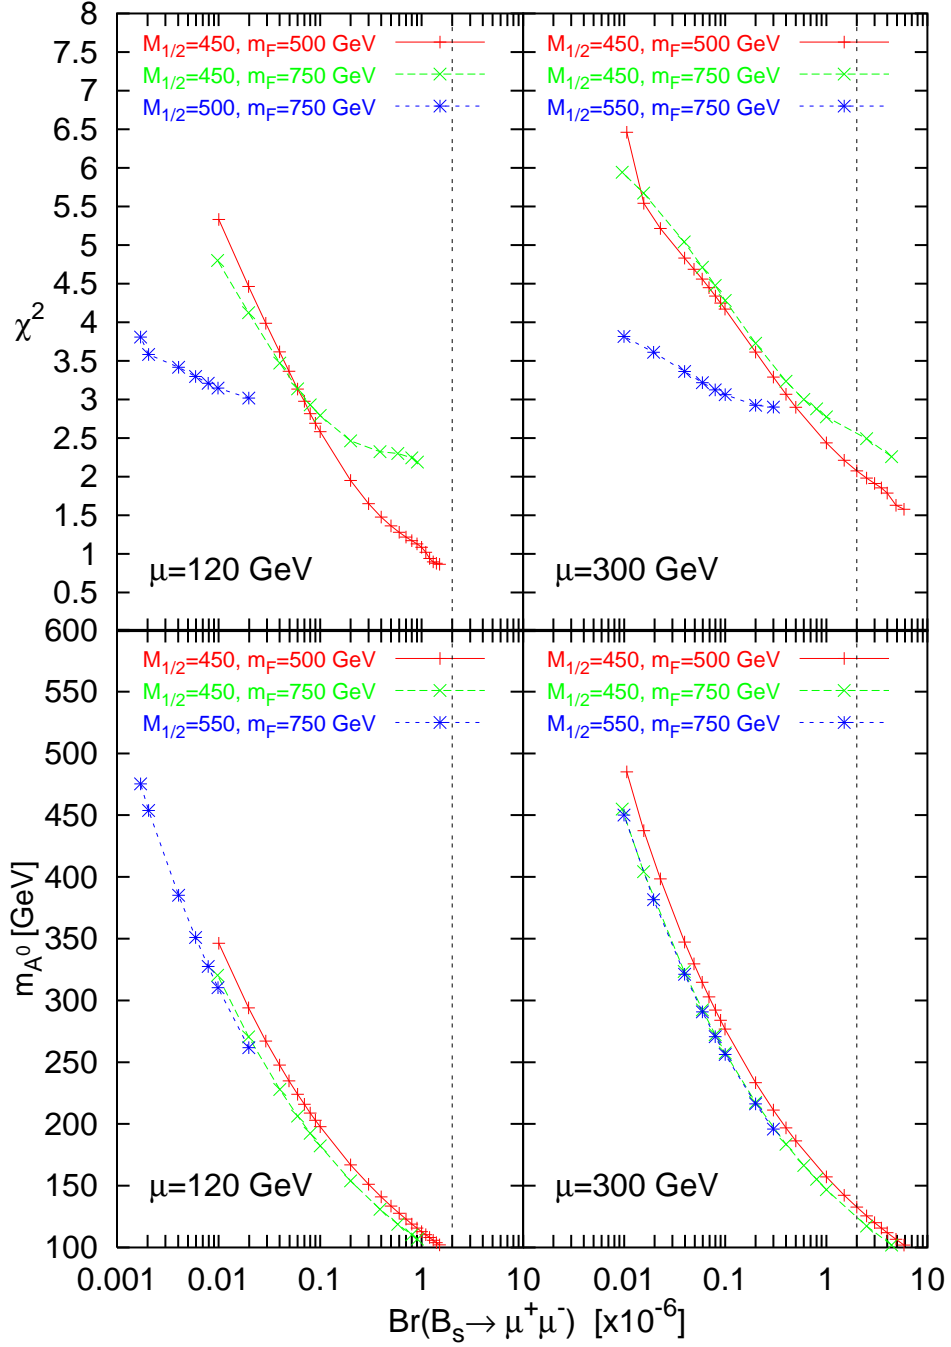 8
7.5
7
6.5
6
5.5
5
4.5
4
3.5
3
2.5
2
1.5
1
0.5
χ²
M1/2=450, mF=500 GeV
M1/2=450, mF=750 GeV
M1/2=500, mF=750 GeV
μ=120 GeV
M1/2=450, mF=500 GeV
M1/2=450, mF=750 GeV
M1/2=550, mF=750 GeV
μ=300 GeV
600
550
500
450
400
350
300
250
200
150
100
mA⁰ [GeV]
M1/2=450, mF=500 GeV
M1/2=450, mF=750 GeV
M1/2=550, mF=750 GeV
μ=120 GeV
M1/2=450, mF=500 GeV
M1/2=450, mF=750 GeV
M1/2=550, mF=750 GeV
μ=300 GeV
0.001 0.01 0.1 1 10 0.01 0.1 1 10
Br(Bs→ μ⁺μ⁻) [x10⁻⁶]